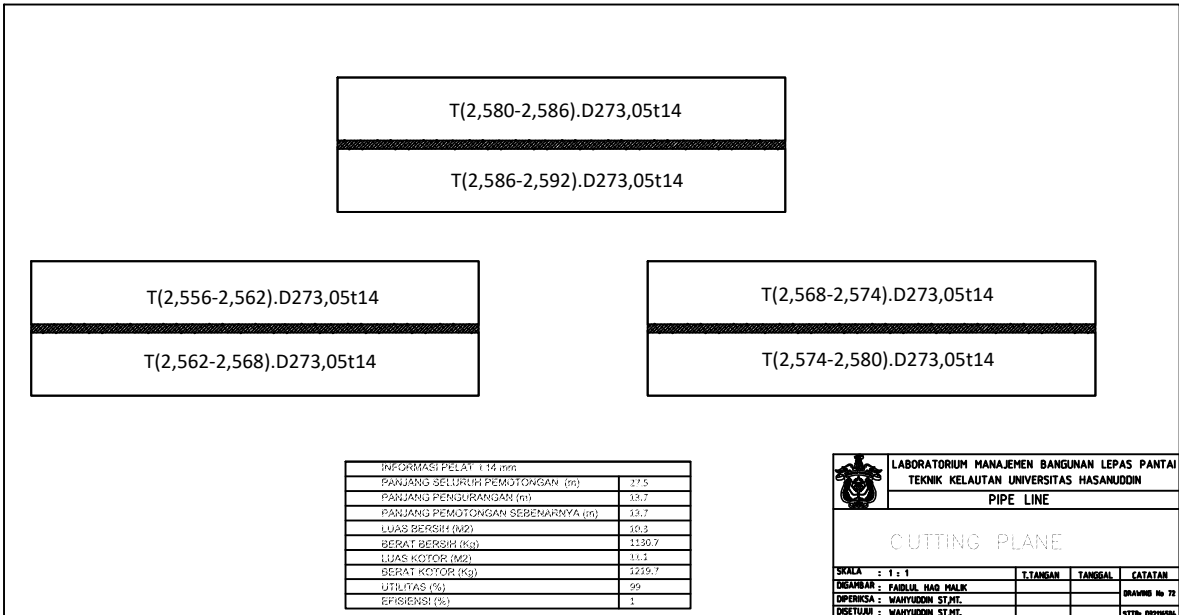 T(2,580-2,586).D273,05t14
T(2,586-2,592).D273,05t14
T(2,556-2,562).D273,05t14
T(2,562-2,568).D273,05t14
T(2,568-2,574).D273,05t14
T(2,574-2,580).D273,05t14
INFORMASI PELAT t 14 mm
PANJANG SELURUH PEMOTONGAN (m) 27.5
PANJANG PENGURANGAN (m) 13.7
PANJANG PEMOTONGAN SEBENARNYA (m) 13.7
LUAS BERSIH (M2) 10.3
BERAT BERSIH (Kg) 1130.7
LUAS KOTOR (M2) 11.1
BERAT KOTOR (Kg) 1219.7
UTILITAS (%) 99
EFISIENSI (%) 1
LABORATORIUM MANAJEMEN BANGUNAN LEPAS PANTAI
TEKNIK KELAUTAN UNIVERSITAS HASANUDDIN
PIPE LINE
CUTTING PLANE
SKALA : 1 : 1 T.TANGAN TANGGAL CATATAN
DIGAMBAR : FAIDLUL HAQ MALIK
DRAWING No 72
DIPERIKSA : WAHYUDDIN ST,MT.
DISETUJUI : WAHYUDDIN ST,MT.